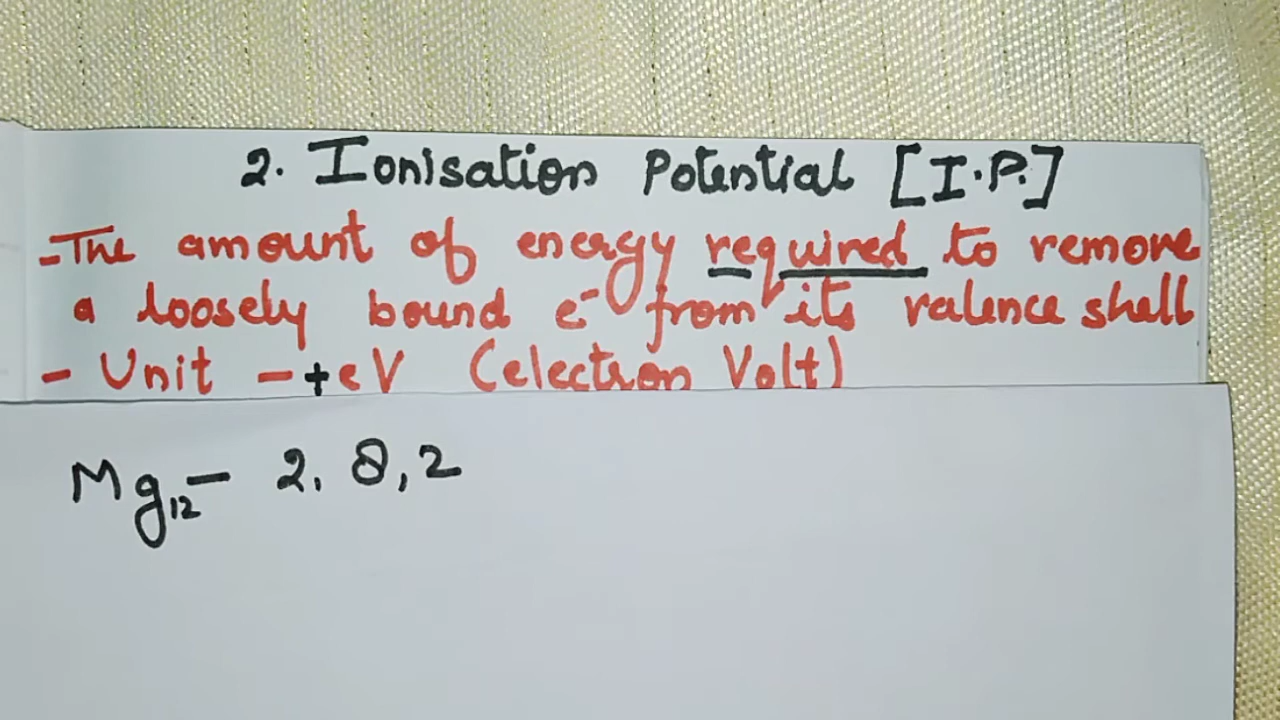 2. Ionisation Potential [I.P.]
- The amount of energy required to remove
a loosely bound e⁻ from its valence shell
- Unit - +eV (electron Volt)
Mg₁₂ - 2, 8, 2